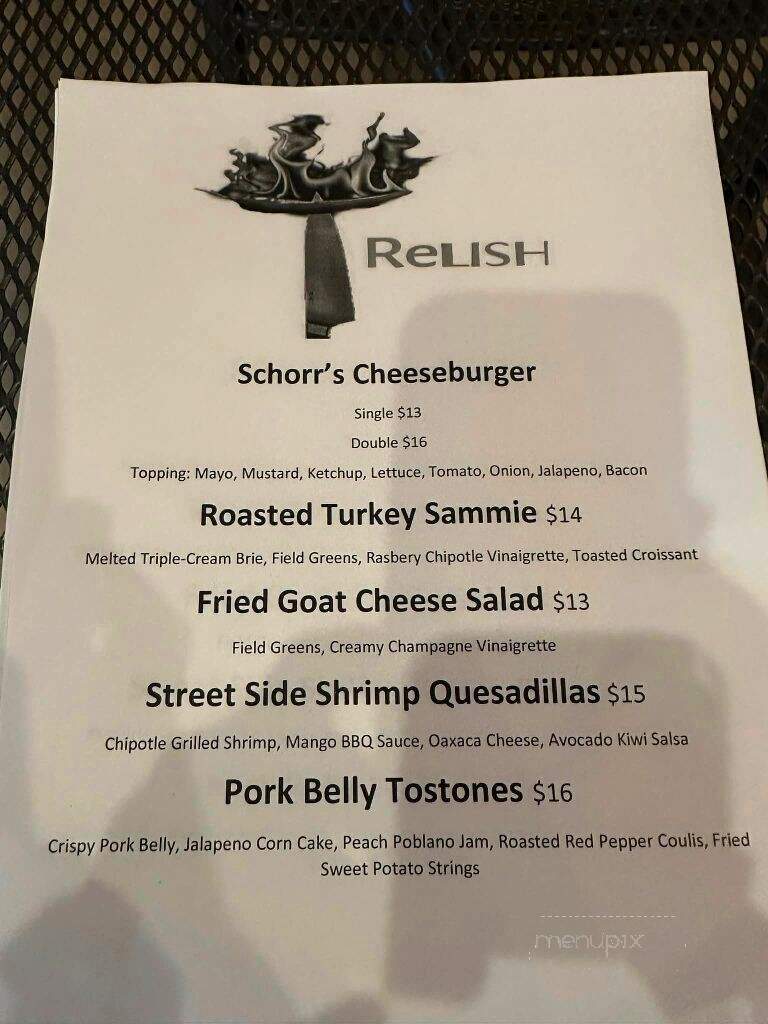 ReLISH
Schorr's Cheeseburger
Single $13
Double $16
Topping: Mayo, Mustard, Ketchup, Lettuce, Tomato, Onion, Jalapeno, Bacon
Roasted Turkey Sammie $14
Melted Triple-Cream Brie, Field Greens, Rasbery Chipotle Vinaigrette, Toasted Croissant
Fried Goat Cheese Salad $13
Field Greens, Creamy Champagne Vinaigrette
Street Side Shrimp Quesadillas $15
Chipotle Grilled Shrimp, Mango BBQ Sauce, Oaxaca Cheese, Avocado Kiwi Salsa
Pork Belly Tostones $16
Crispy Pork Belly, Jalapeno Corn Cake, Peach Poblano Jam, Roasted Red Pepper Coulis, Fried
Sweet Potato Strings
menupix